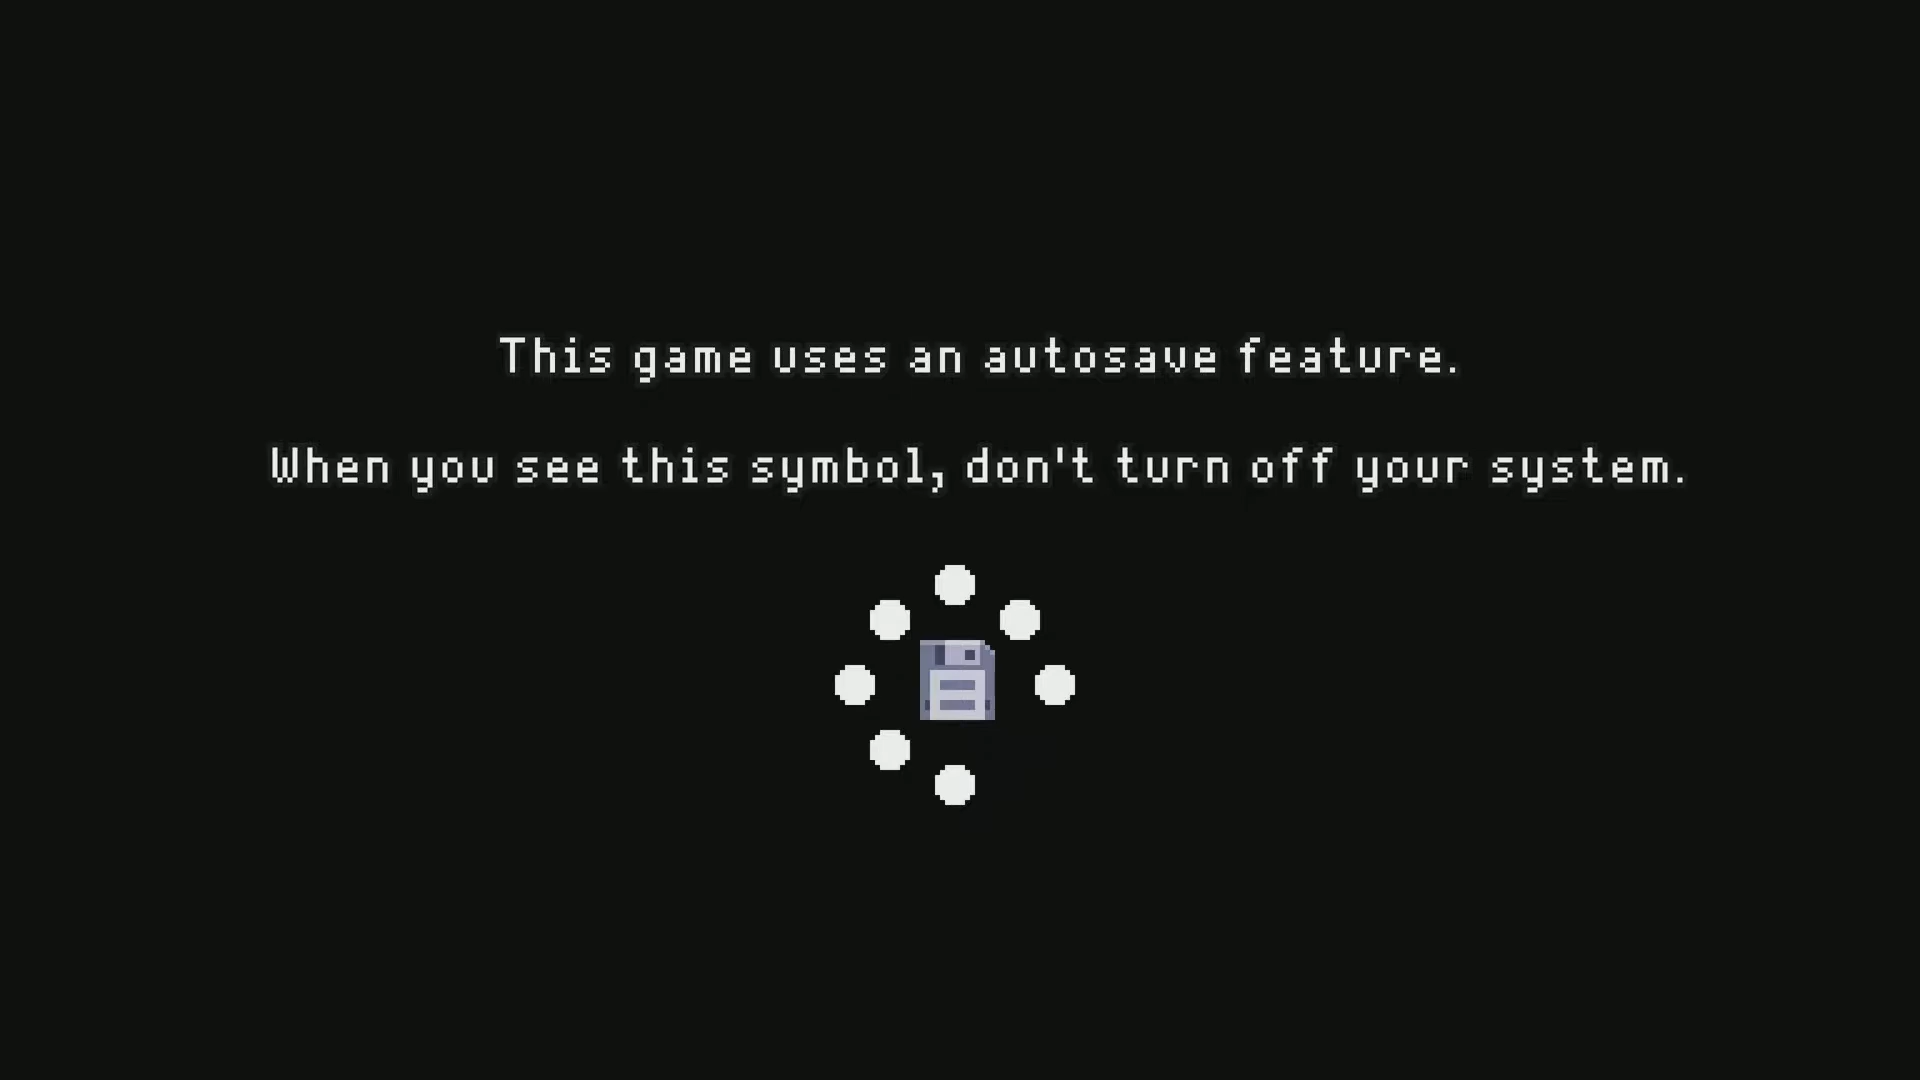 This game uses an autosave feature.
When you see this symbol, don't turn off your system.